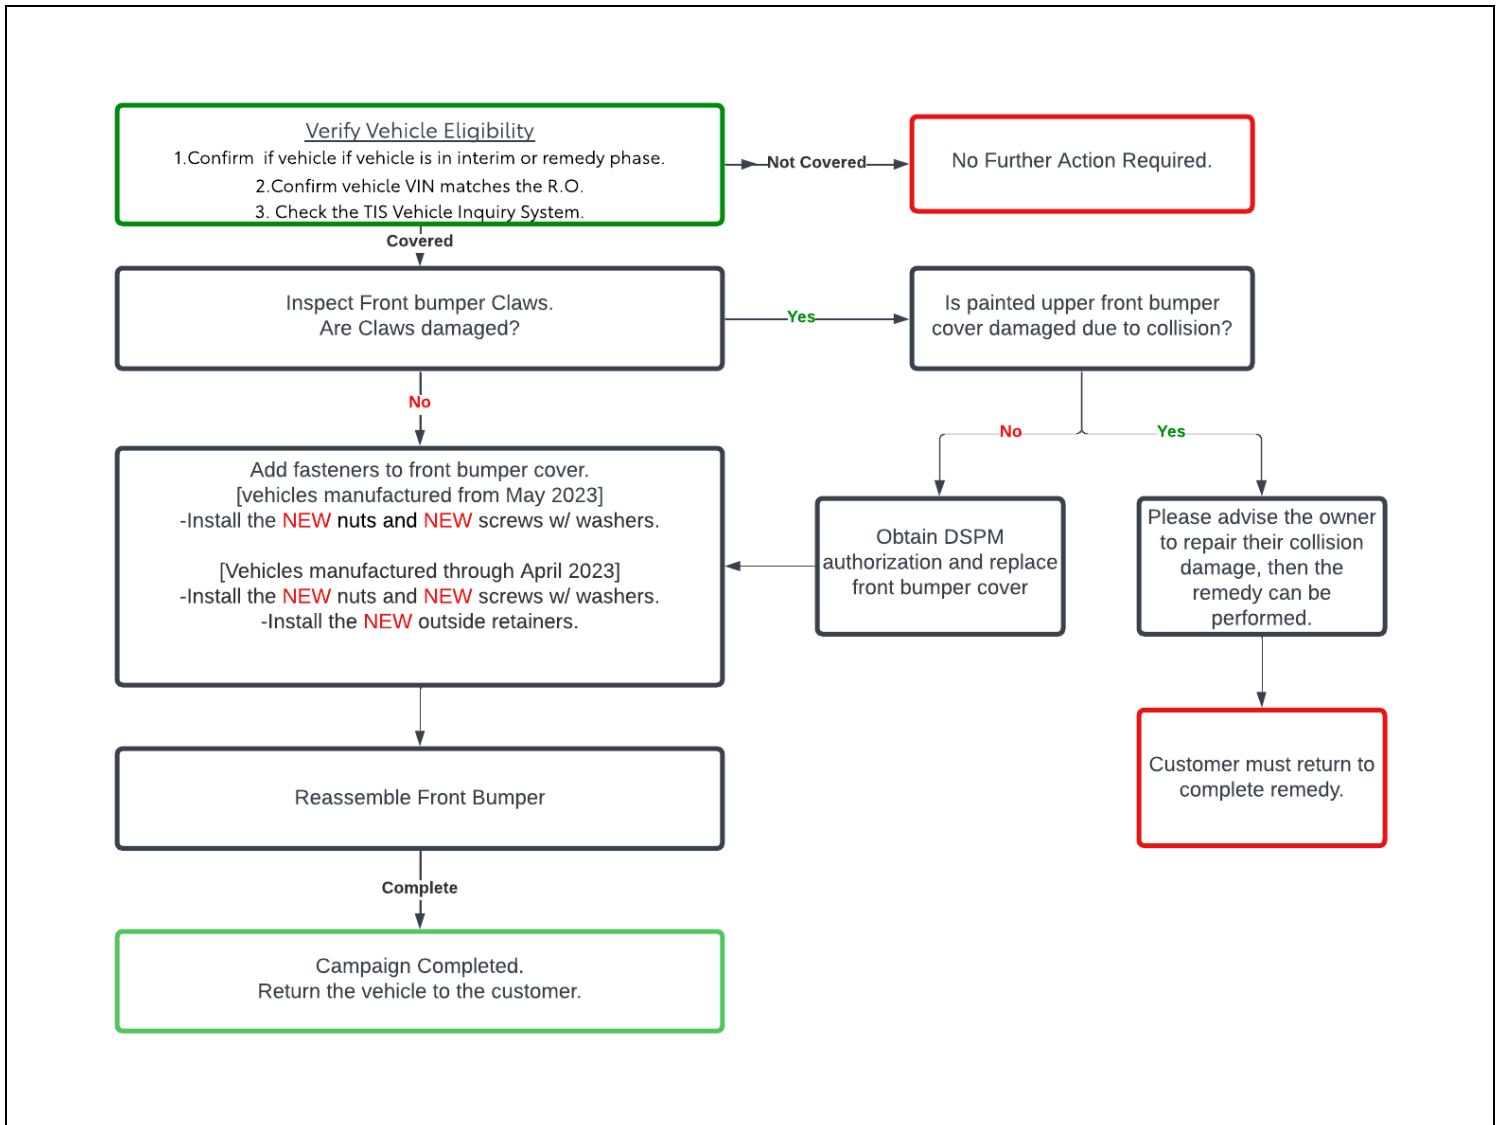 Verify Vehicle Eligibility
1.Confirm if vehicle if vehicle is in interim or remedy phase.
2.Confirm vehicle VIN matches the R.O.
3. Check the TIS Vehicle Inquiry System.
Not Covered
No Further Action Required.
Covered
Inspect Front bumper Claws.
Are Claws damaged?
Yes
Is painted upper front bumper
cover damaged due to collision?
No
No
Yes
Add fasteners to front bumper cover.
[vehicles manufactured from May 2023]
-Install the NEW nuts and NEW screws w/ washers.
[Vehicles manufactured through April 2023]
-Install the NEW nuts and NEW screws w/ washers.
-Install the NEW outside retainers.
Obtain DSPM
authorization and replace
front bumper cover
Please advise the owner
to repair their collision
damage, then the
remedy can be
performed.
Customer must return to
complete remedy.
Reassemble Front Bumper
Complete
Campaign Completed.
Return the vehicle to the customer.